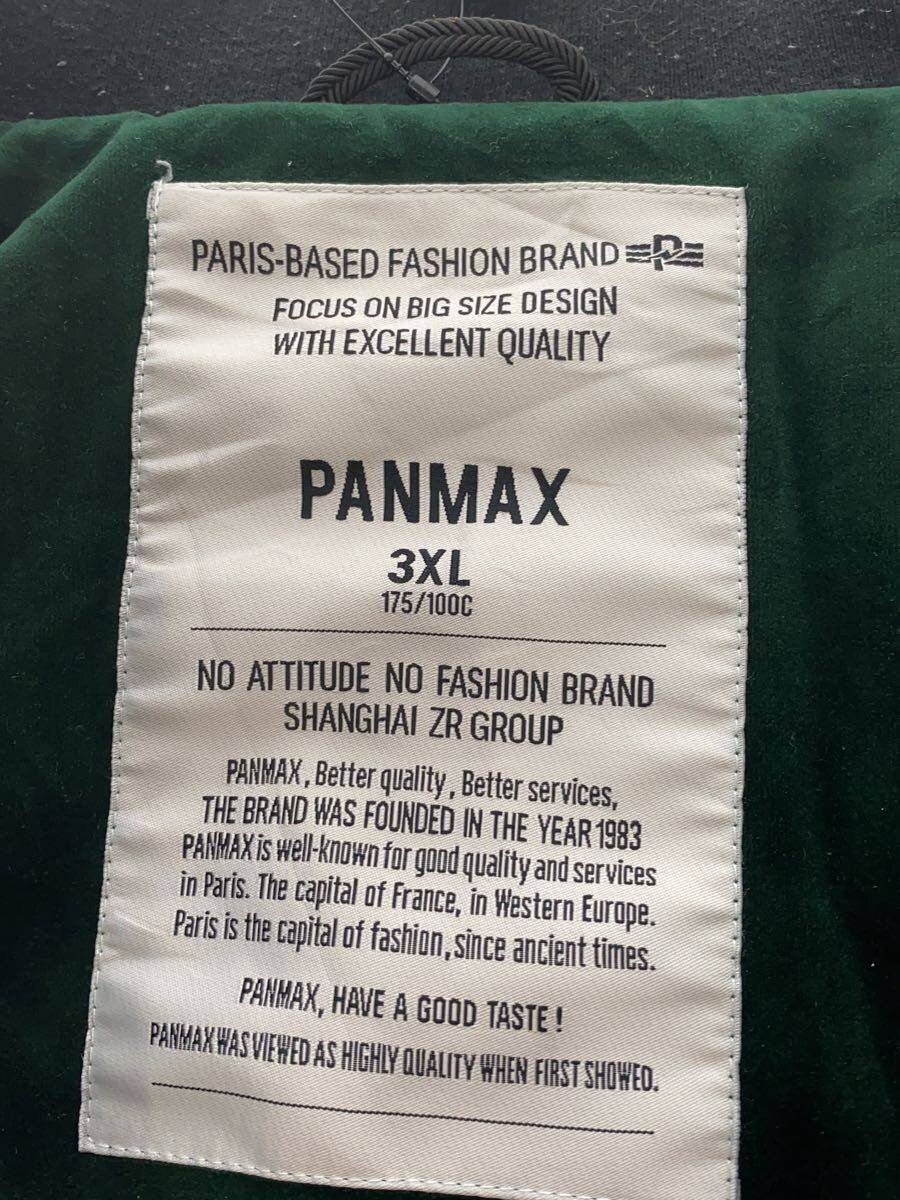 PARIS-BASED FASHION BRAND
FOCUS ON BIG SIZE DESIGN
WITH EXCELLENT QUALITY
PANMAX
3XL
175/100C
NO ATTITUDE NO FASHION BRAND
SHANGHAI ZR GROUP
PANMAX, Better quality, Better services,
THE BRAND WAS FOUNDED IN THE YEAR 1983
PANMAX is well-known for good quality and services
in Paris. The capital of France, in Western Europe.
Paris is the capital of fashion, since ancient times.
PANMAX, HAVE A GOOD TASTE!
PANMAX WAS VIEWED AS HIGHLY QUALITY WHEN FIRST SHOWED.